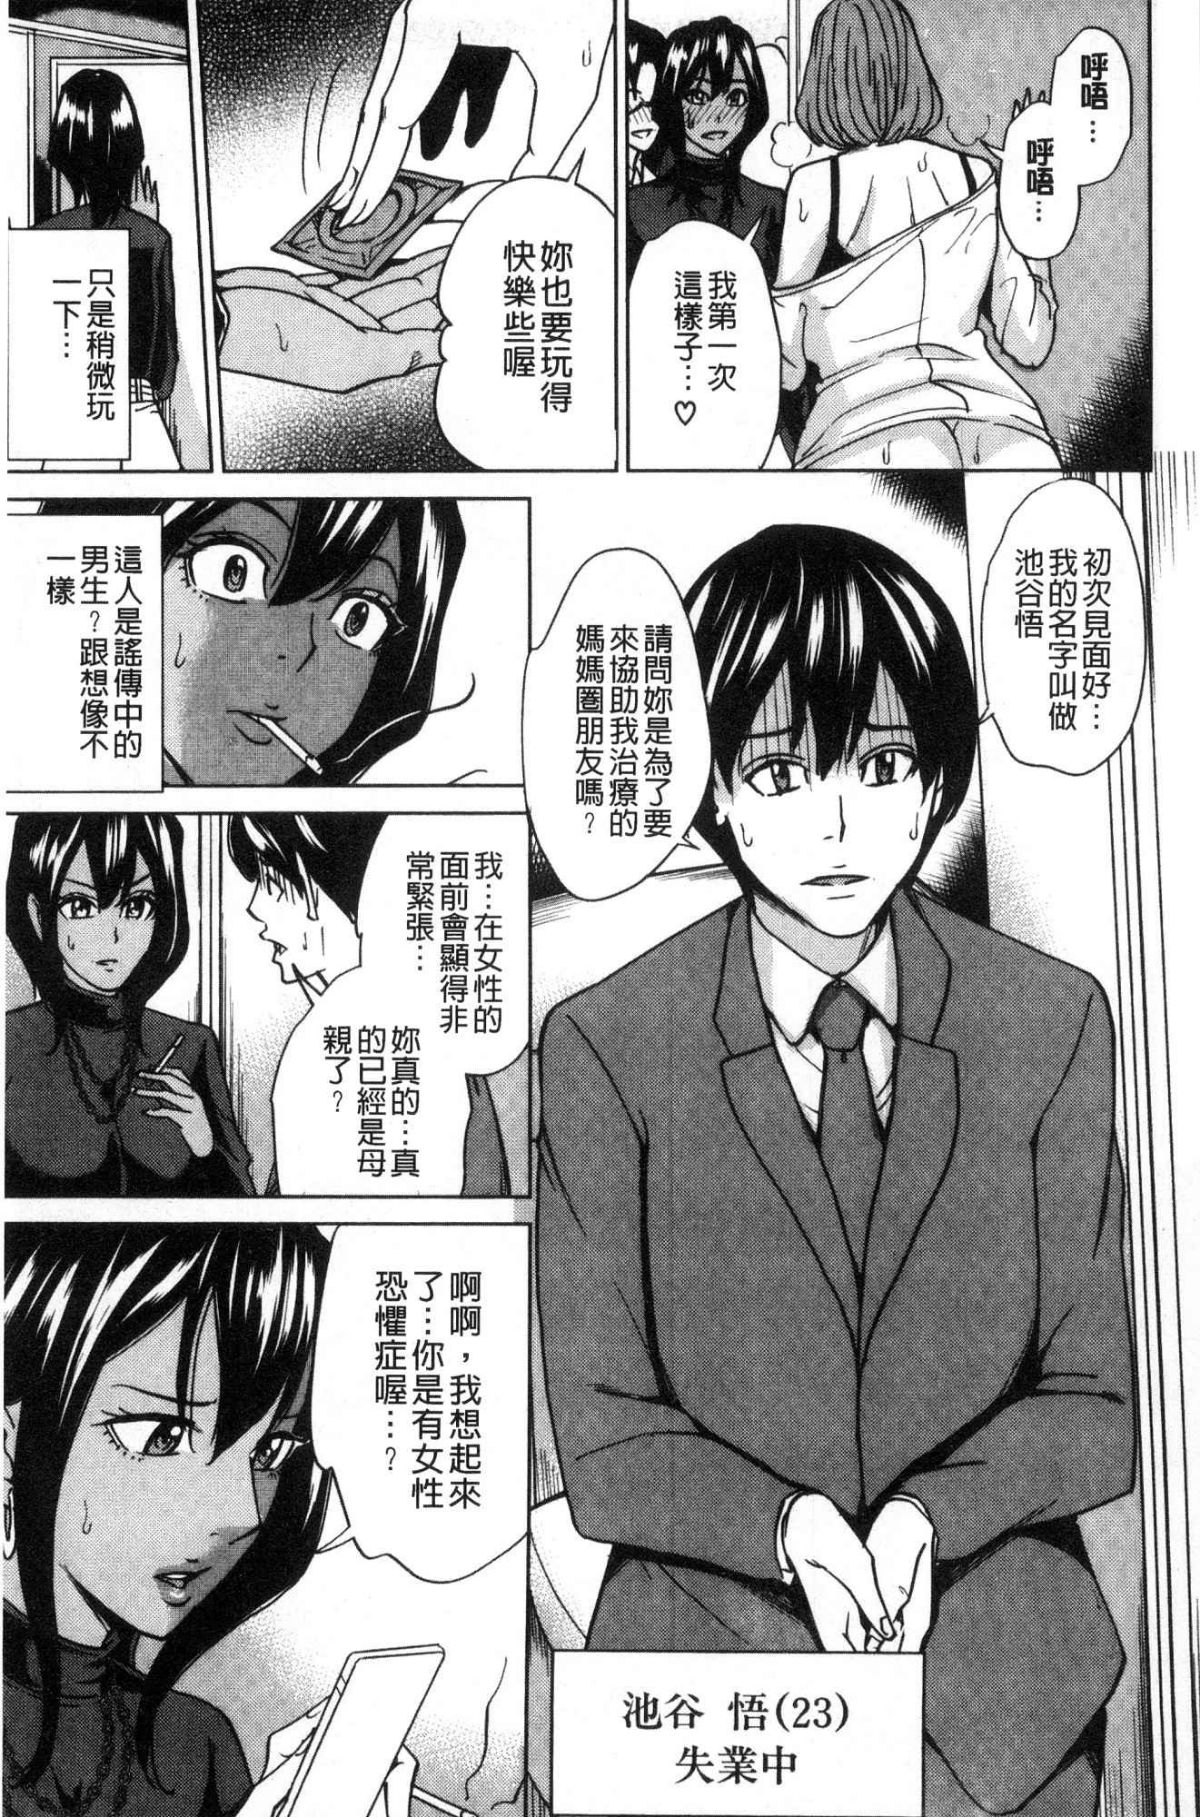 呼唔…
呼唔…
我第一次
這樣子…♡
妳也要玩得
快樂些喔
只是稍微玩
一下…
初次見面好…
我的名字叫做
池谷悟
請問妳是為了要
來協助我治療的
媽媽圈朋友嗎？
池谷 悟(23)
失業中
這人是謠傳中的
男生？跟想像不
一樣
我…在女性的
面前會顯得非
常緊張…
妳真的…真
的已經是母
親了？
啊啊，我想起來
了…你是有女性
恐懼症喔…？